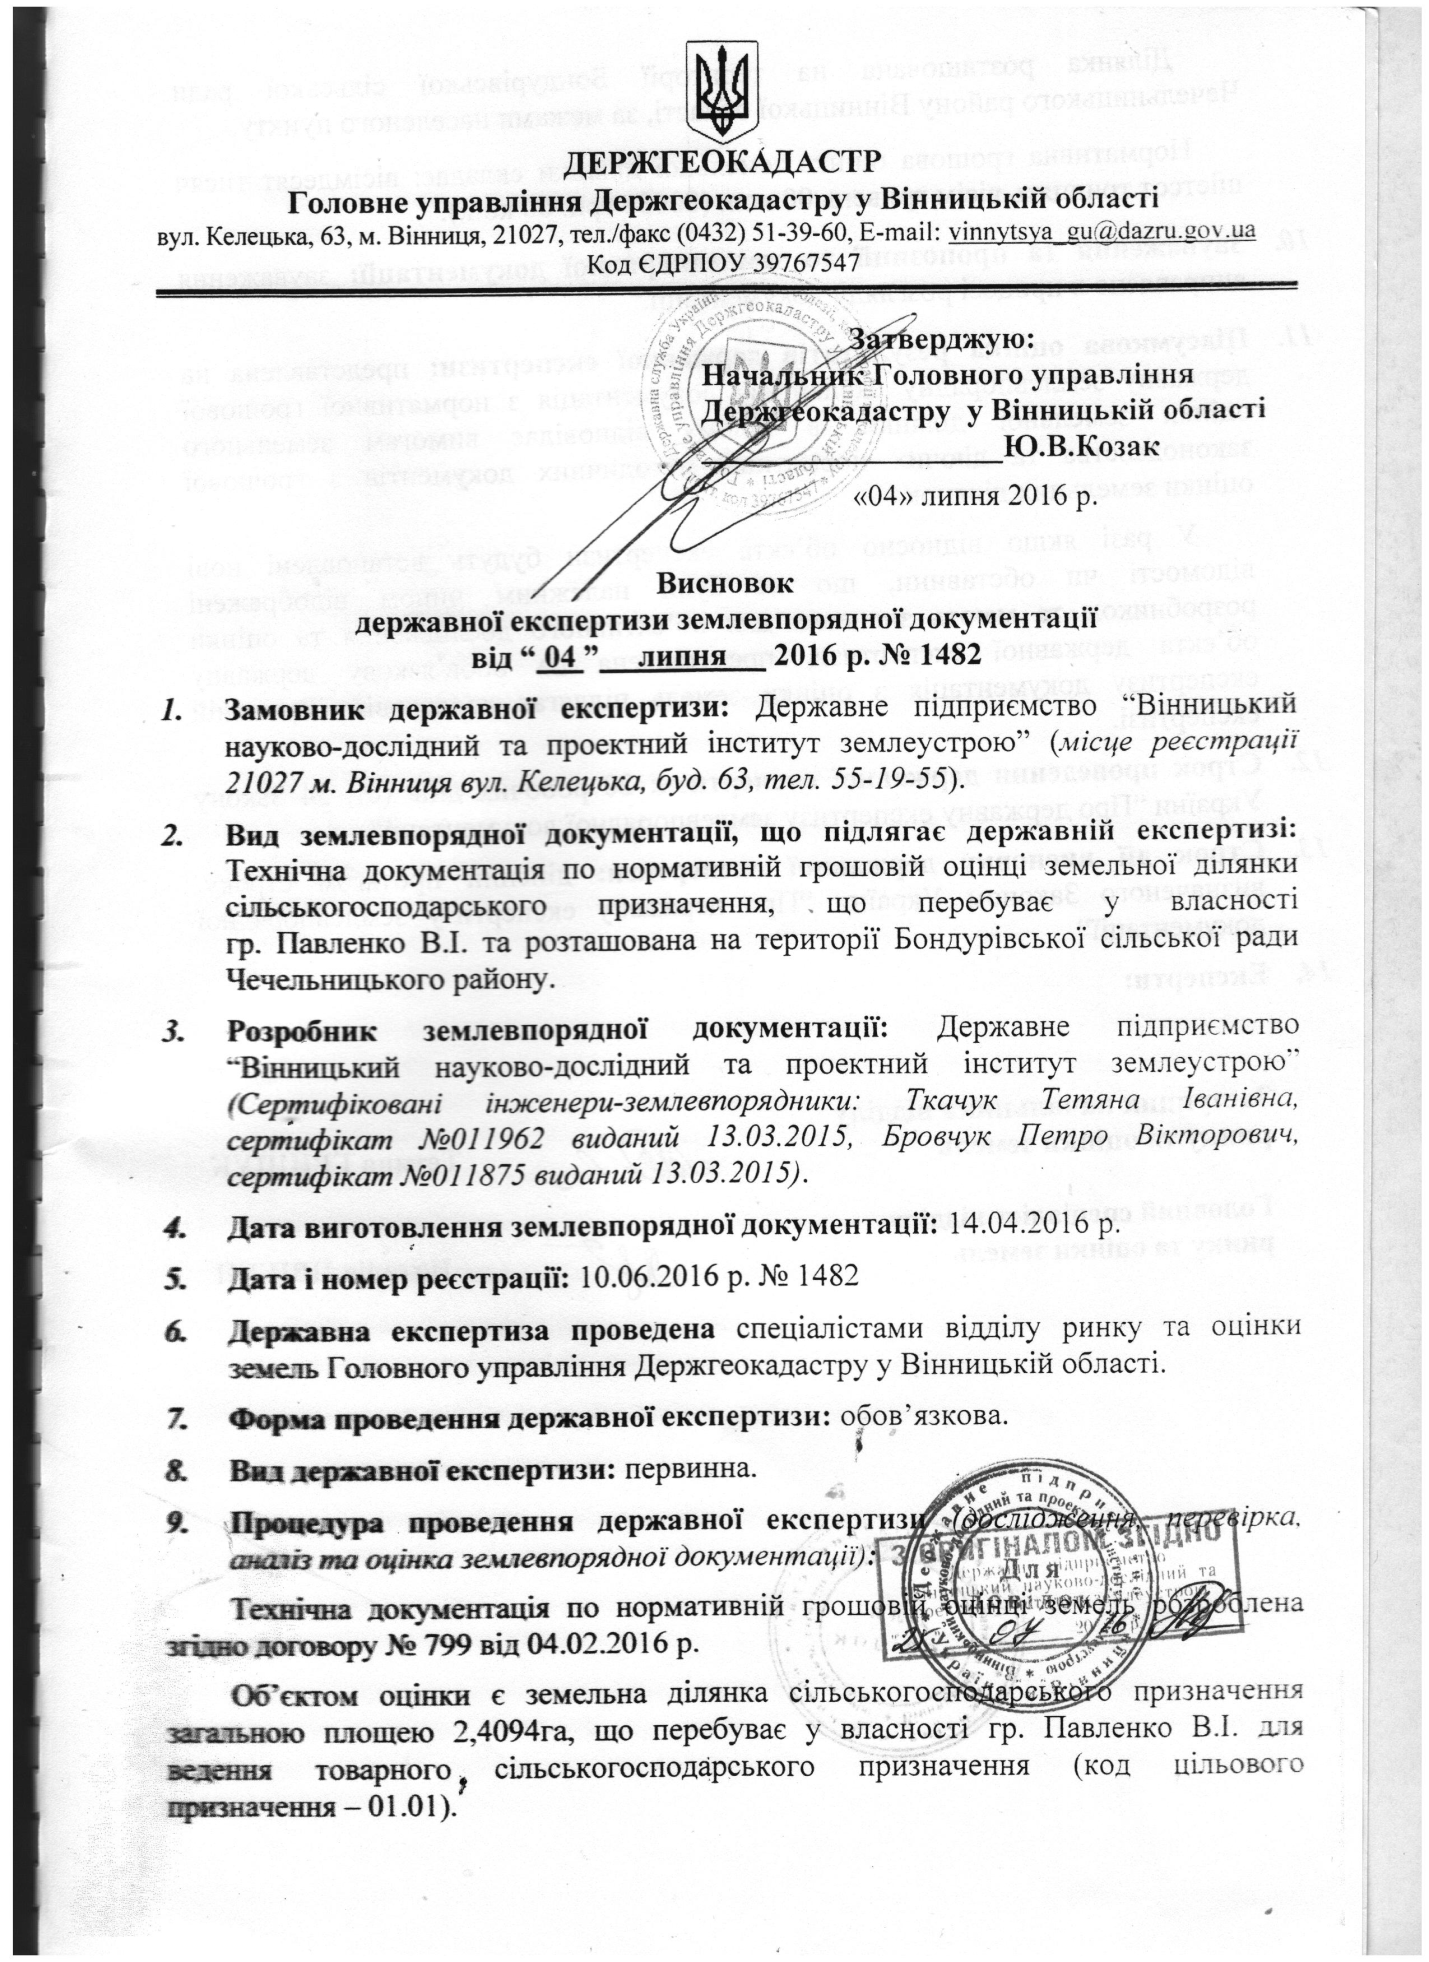 ДЕРЖГЕОКАДАСТР
Головне управління Держгеокадастру у Вінницькій області
вул. Келецька, 63, м. Вінниця, 21027, тел./факс (0432) 51-39-60, E-mail: vinnytsya_gu@dazru.gov.ua
Код ЄДРПОУ 39767547
Затверджую:
Начальник Головного управління
Держгеокадастру у Вінницькій області
Ю.В.Козак
«04» липня 2016 р.
Висновок
державної експертизи землевпорядної документації
від “ 04 ” липня 2016 р. № 1482
1. Замовник державної експертизи: Державне підприємство “Вінницький
науково-дослідний та проектний інститут землеустрою” (місце реєстрації
21027 м. Вінниця вул. Келецька, буд. 63, тел. 55-19-55).
2. Вид землевпорядної документації, що підлягає державній експертизі:
Технічна документація по нормативній грошовій оцінці земельної ділянки
сільськогосподарського призначення, що перебуває у власності
гр. Павленко В.І. та розташована на території Бондурівської сільської ради
Чечельницького району.
3. Розробник землевпорядної документації: Державне підприємство
“Вінницький науково-дослідний та проектний інститут землеустрою”
(Сертифіковані інженери-землевпорядники: Ткачук Тетяна Іванівна,
сертифікат №011962 виданий 13.03.2015, Бровчук Петро Вікторович,
сертифікат №011875 виданий 13.03.2015).
4. Дата виготовлення землевпорядної документації: 14.04.2016 р.
5. Дата і номер реєстрації: 10.06.2016 р. № 1482
6. Державна експертиза проведена спеціалістами відділу ринку та оцінки
земель Головного управління Держгеокадастру у Вінницькій області.
7. Форма проведення державної експертизи: обов’язкова.
8. Вид державної експертизи: первинна.
9. Процедура проведення державної експертизи (дослідження, перевірка,
аналіз та оцінка землевпорядної документації):
З ОРИГІНАЛОМ ЗГІДНО
Для
Технічна документація по нормативній грошовій оцінці земель розроблена
згідно договору № 799 від 04.02.2016 р.
Об’єктом оцінки є земельна ділянка сільськогосподарського призначення
загальною площею 2,4094га, що перебуває у власності гр. Павленко В.І. для
ведення товарного сільськогосподарського призначення (код цільового
призначення – 01.01).